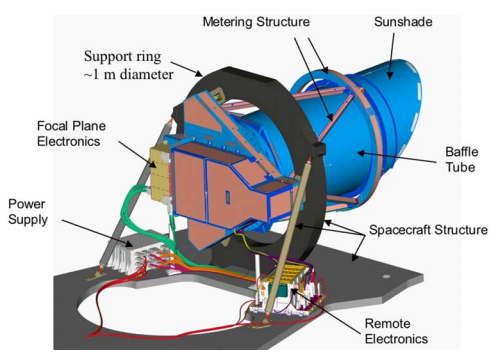 Metering Structure
Sunshade
Support ring
~1 m diameter
Focal Plane
Electronics
Baffle
Tube
Power
Supply
Spacecraft Structure
Remote
Electronics